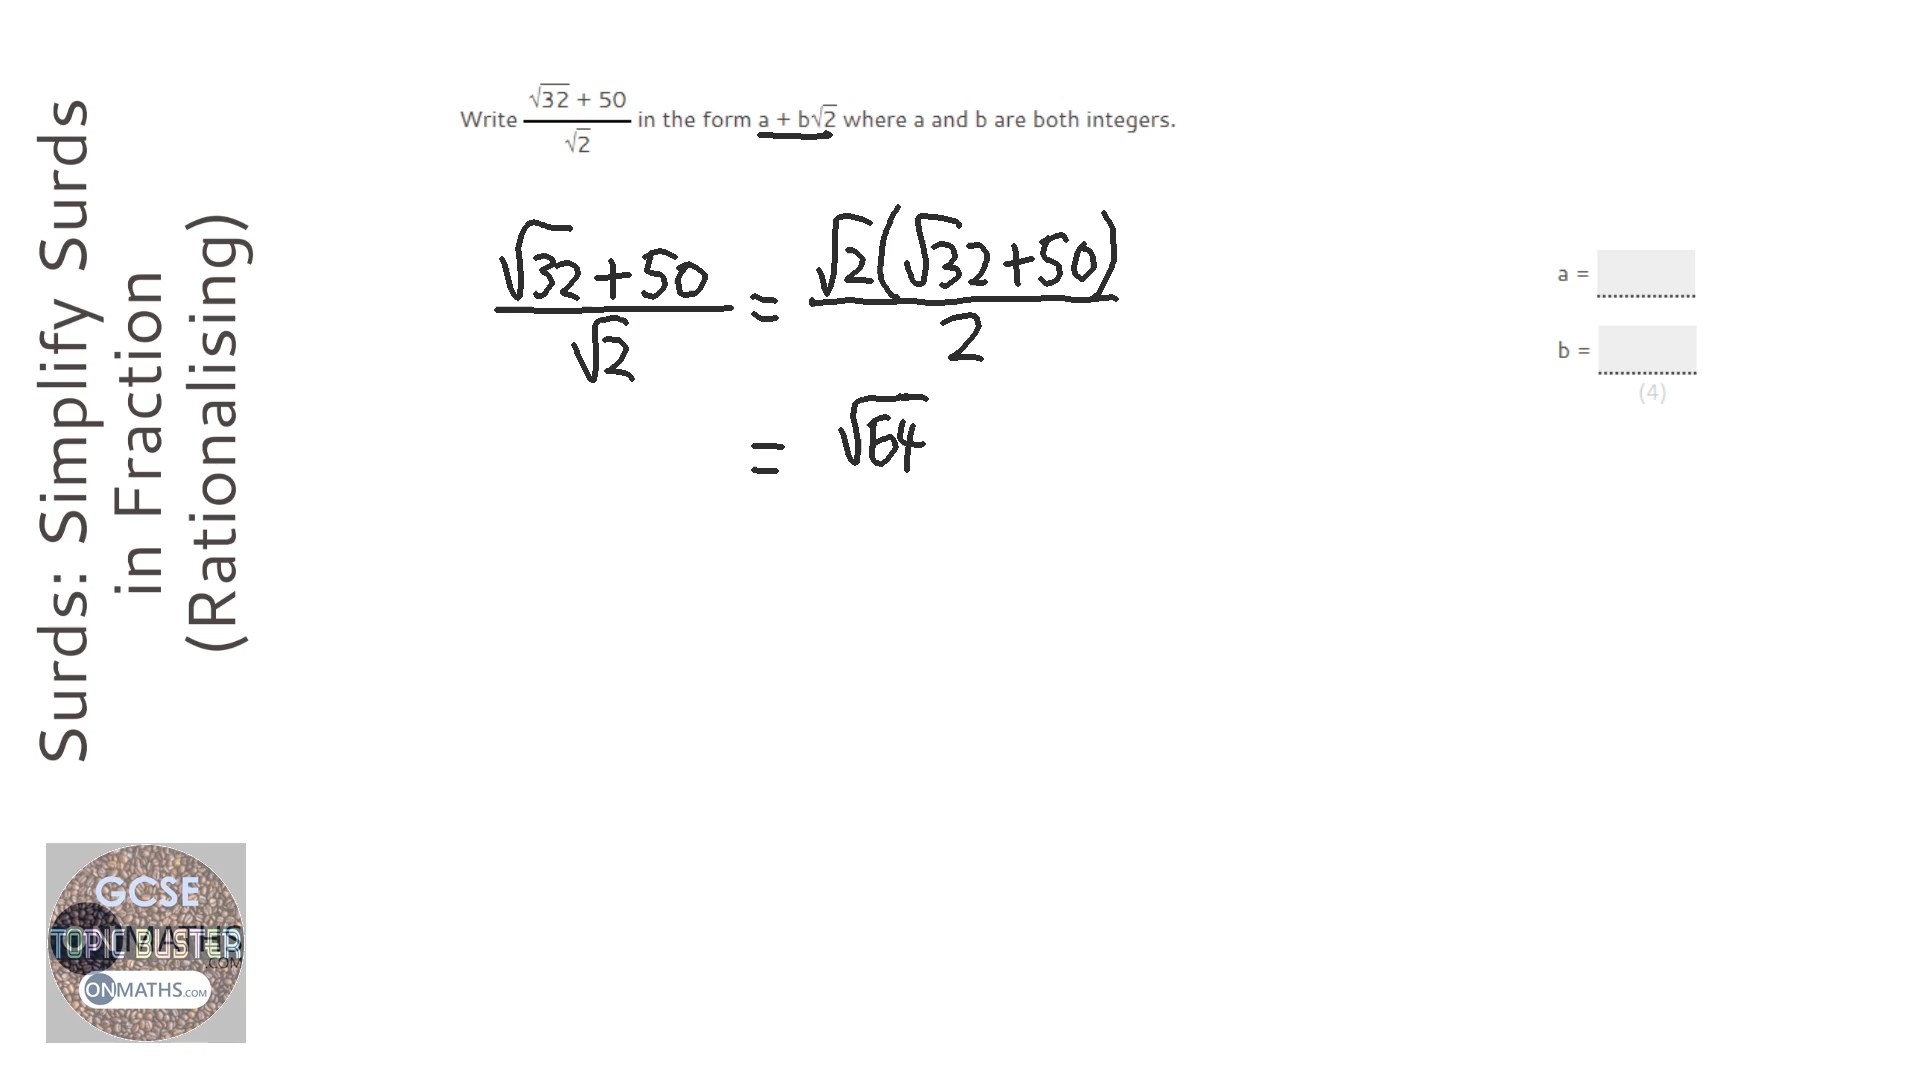 Surds: Simplify Surds
in Fraction
(Rationalising)
Write (√32 + 50)/√2 in the form a + b√2 where a and b are both integers.
(√32 + 50)/√2 = √2(√32 + 50)/2
= √64
a =
b =
(4)
GCSE
TOPIC BUSTER
.COM
ONMATHS.COM